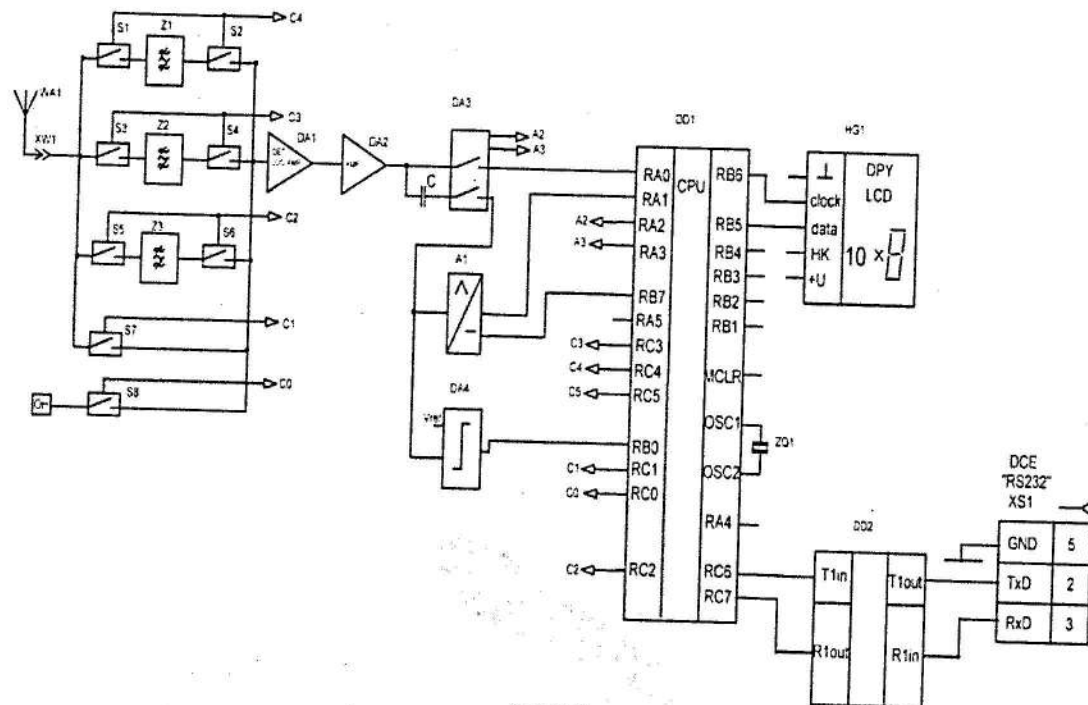 S1
Z1
S2
C4
WA1
XW1
S3
Z2
S4
C3
DA1
DA2
DA3
A2
A3
C
S5
Z3
S6
C2
S7
C1
S8
C0
A1
DA4
Vref
DD1
CPU
RA0
RA1
A2
RA2
A3
RA3
RB7
RA5
C3
RC3
C4
RC4
C5
RC5
RB0
C1
RC1
C0
RC0
C2
RC2
RB6
RB5
RB4
RB3
RB2
RB1
MCLR
OSC1
OSC2
RA4
RC6
RC7
ZQ1
HG1
DPY
LCD
clock
data
HK
+U
10 x
DD2
T1in
T1out
R1out
R1in
DCE
"RS232"
XS1
GND 5
TxD 2
RxD 3